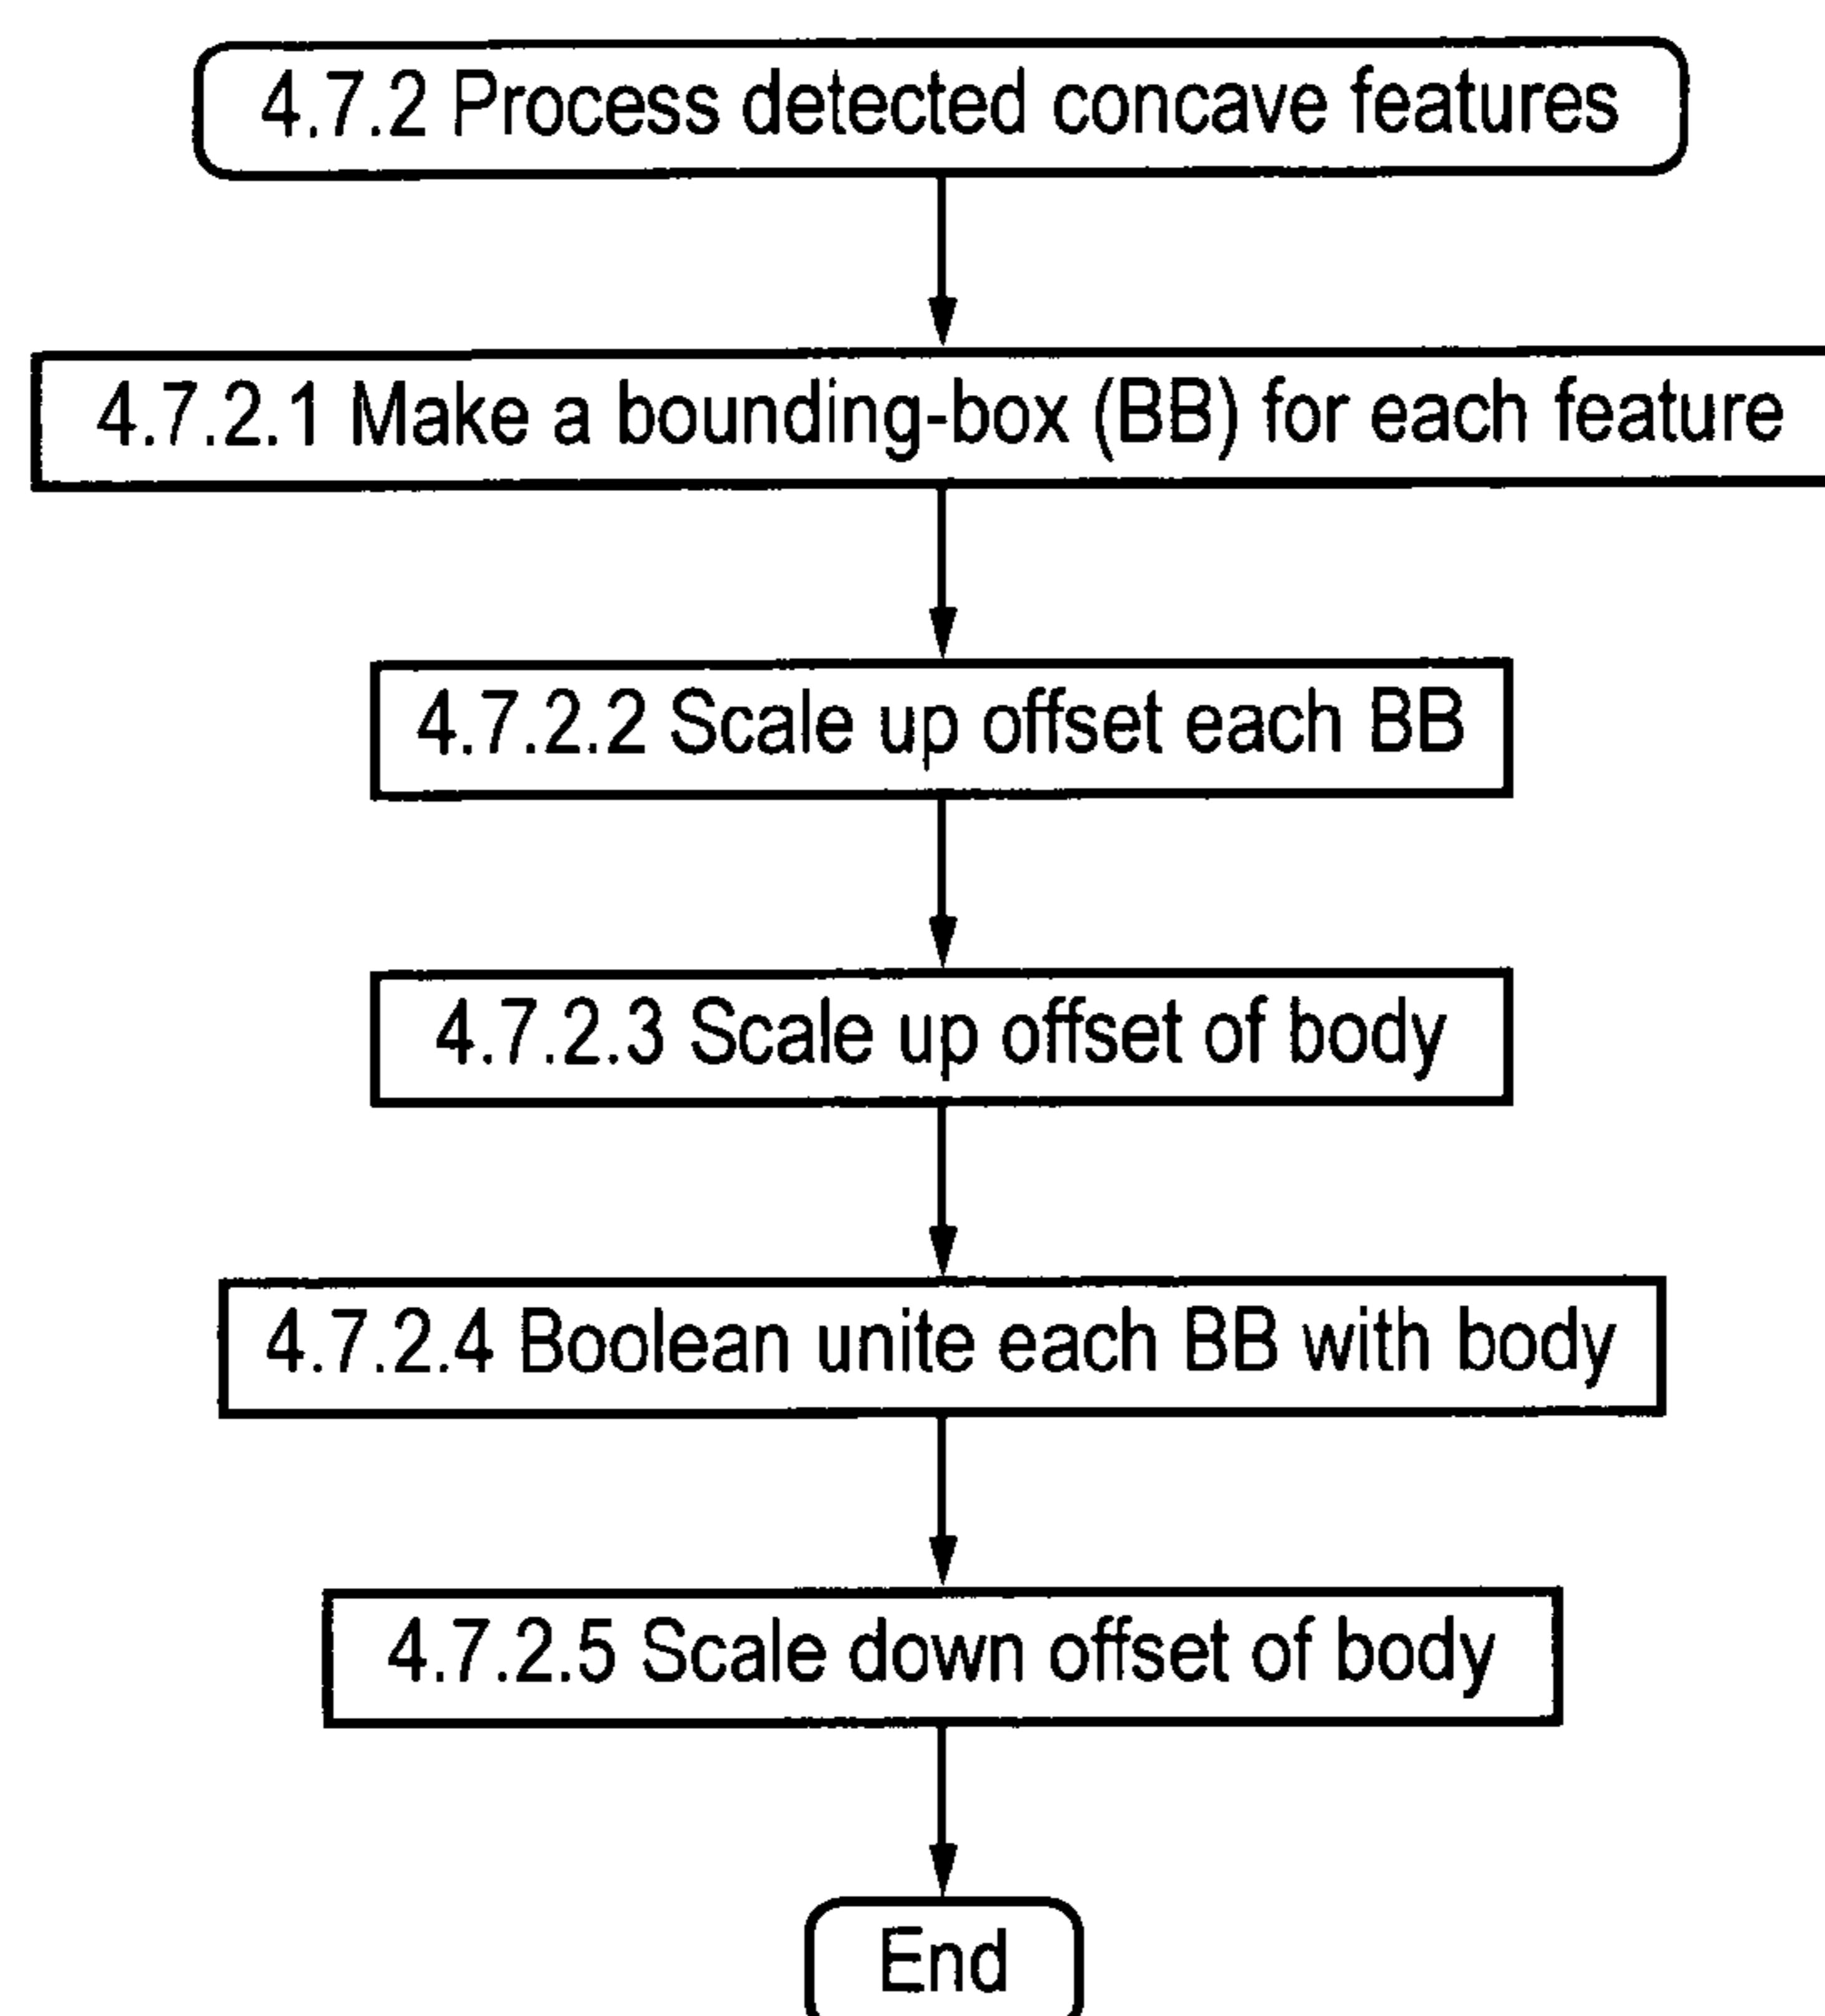 4.7.2 Process detected concave features
4.7.2.1 Make a bounding-box (BB) for each feature
4.7.2.2 Scale up offset each BB
4.7.2.3 Scale up offset of body
4.7.2.4 Boolean unite each BB with body
4.7.2.5 Scale down offset of body
End